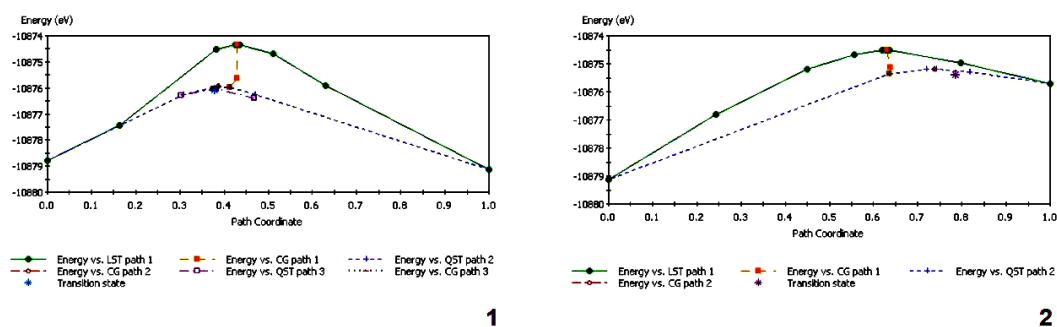 Energy (eV)
-10874
-10875
-10876
-10877
-10878
-10879
-10880
0.0 0.1 0.2 0.3 0.4 0.5 0.6 0.7 0.8 0.9 1.0
Path Coordinate
Energy vs. LST path 1 Energy vs. CG path 1 Energy vs. QST path 2
Energy vs. CG path 2 Energy vs. QST path 3 Energy vs. CG path 3
Transition state
1
Energy (eV)
-10874
-10875
-10876
-10877
-10878
-10879
-10880
0.0 0.1 0.2 0.3 0.4 0.5 0.6 0.7 0.8 0.9 1.0
Path Coordinate
Energy vs. LST path 1 Energy vs. CG path 1 Energy vs. QST path 2
Energy vs. CG path 2 Transition state
2